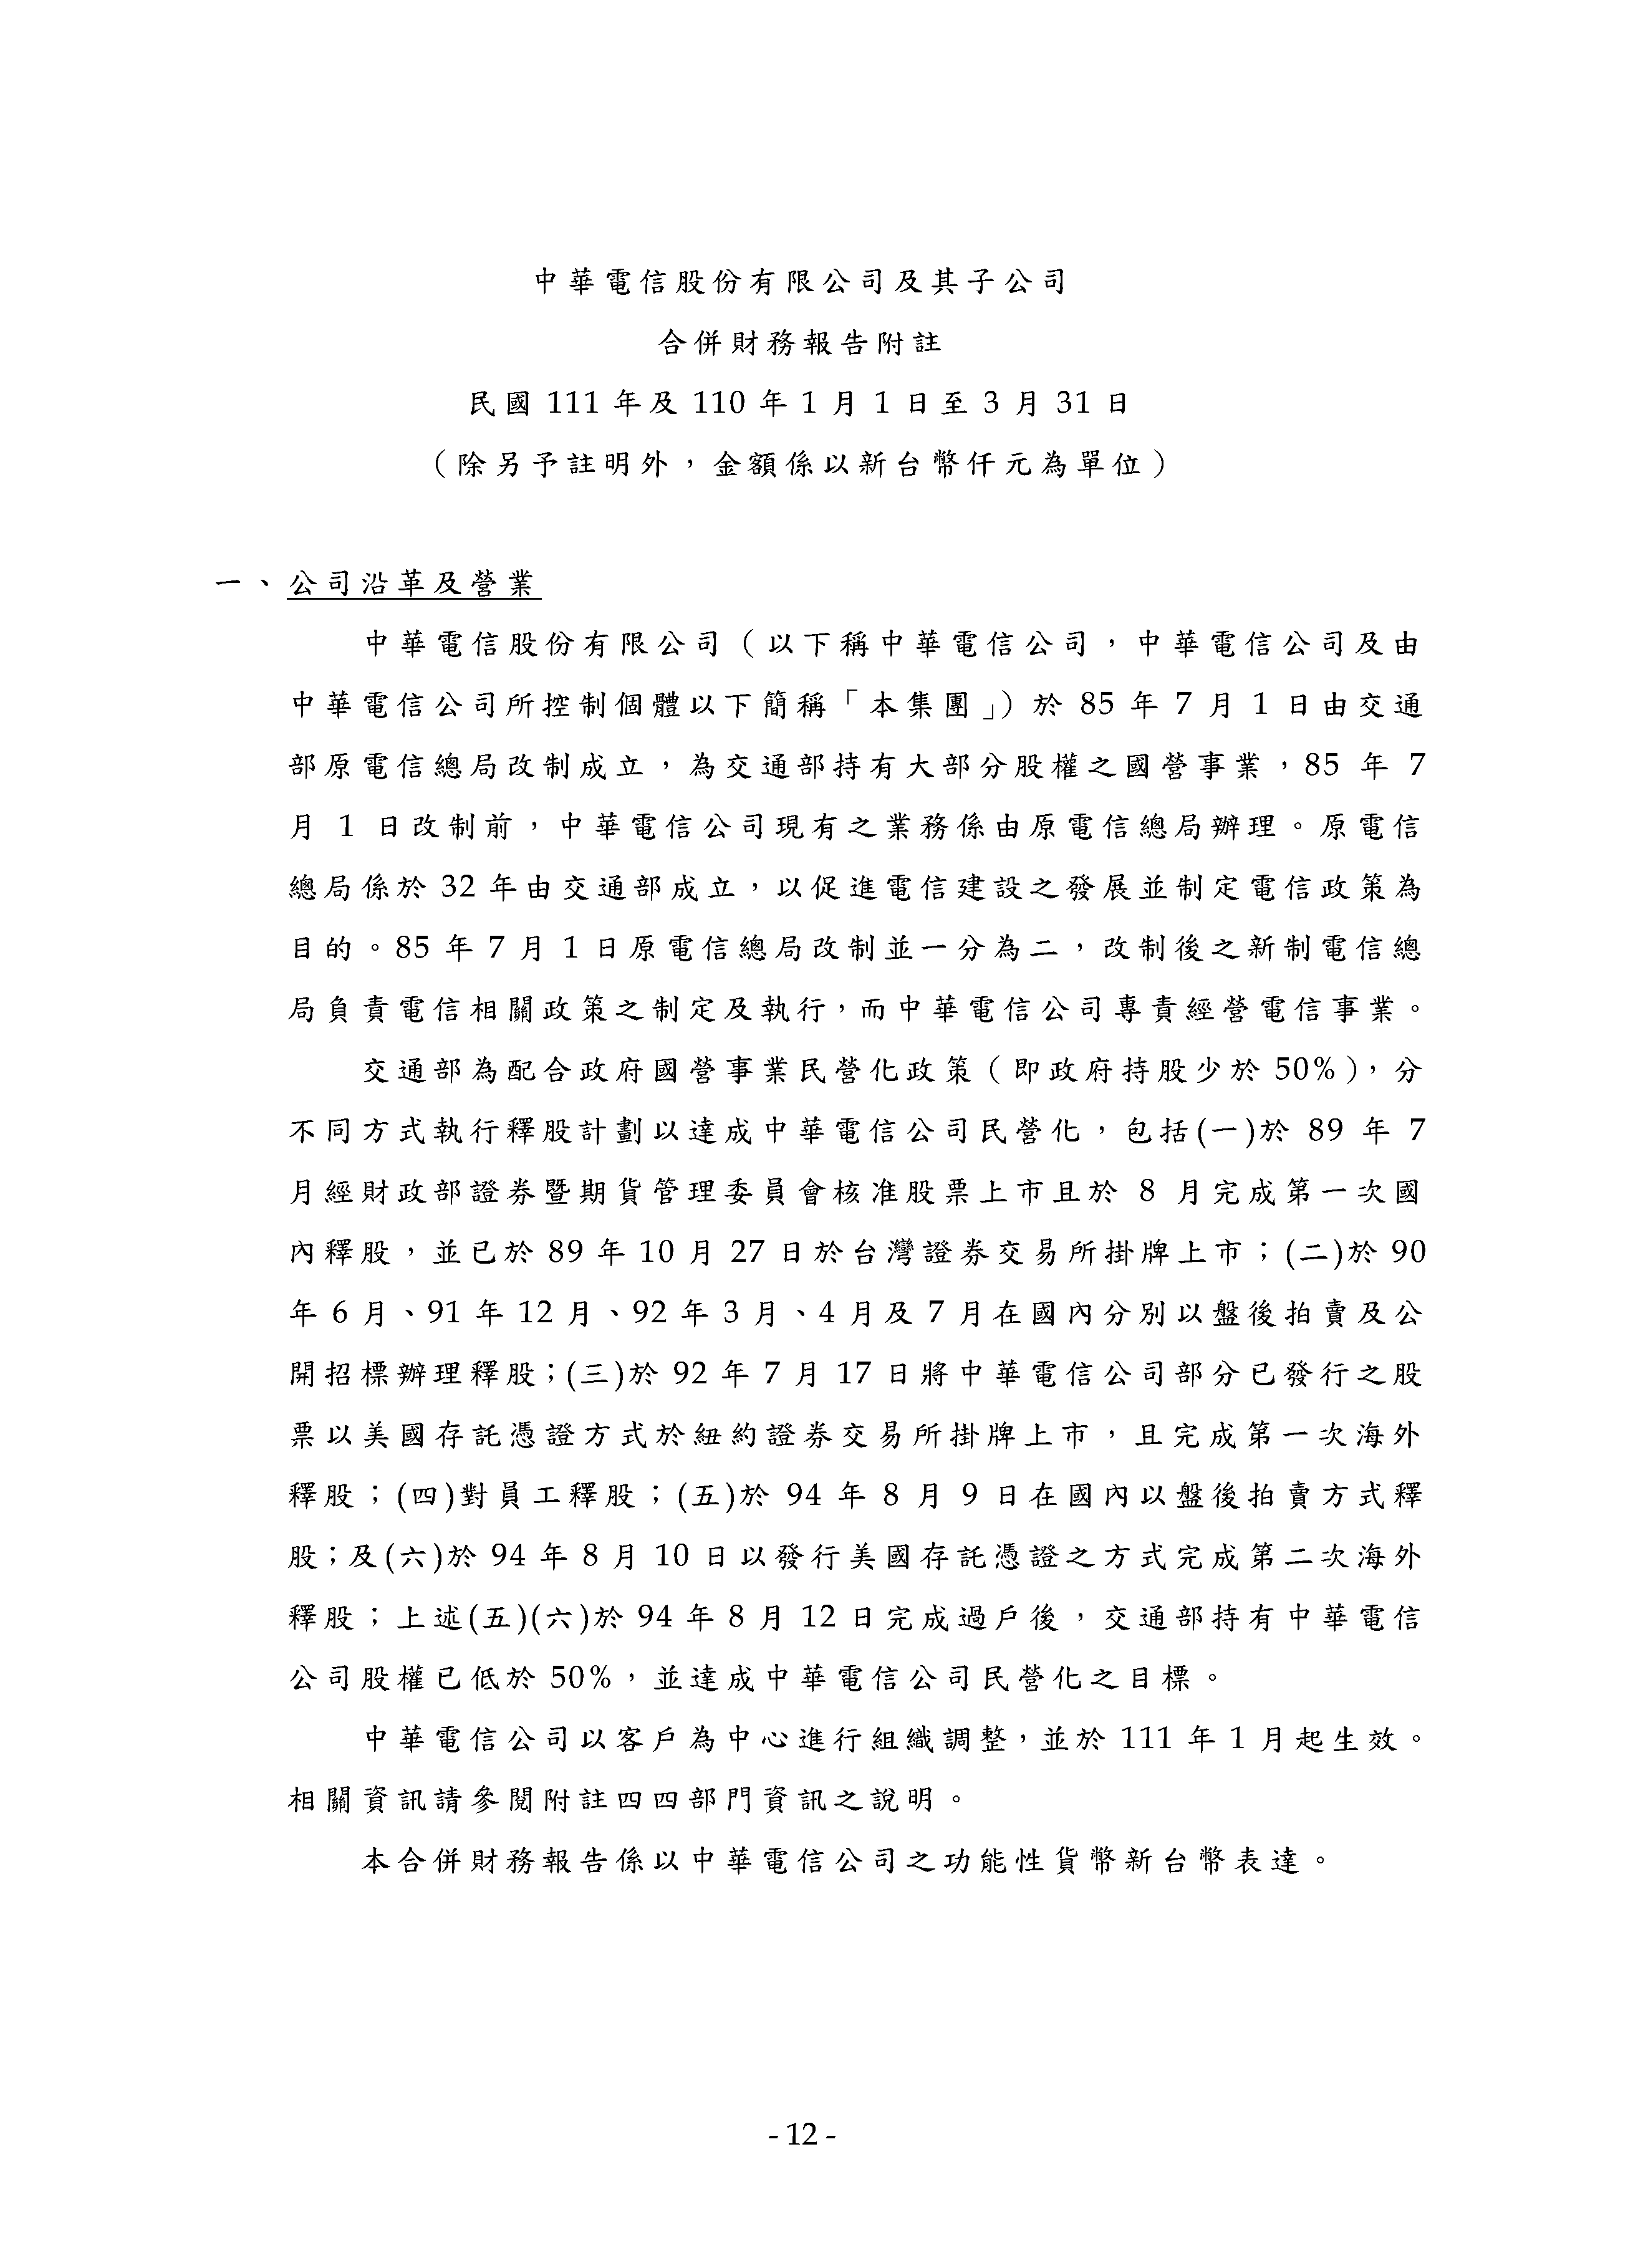 中華電信股份有限公司及其子公司
合併財務報告附註
民國 111 年及 110 年 1 月 1 日至 3 月 31 日
（除另予註明外，金額係以新台幣仟元為單位）
一、公司沿革及營業
中華電信股份有限公司（以下稱中華電信公司，中華電信公司及由
中華電信公司所控制個體以下簡稱「本集團」）於 85 年 7 月 1 日由交通
部原電信總局改制成立，為交通部持有大部分股權之國營事業，85 年 7
月 1 日改制前，中華電信公司現有之業務係由原電信總局辦理。原電信
總局係於 32 年由交通部成立，以促進電信建設之發展並制定電信政策為
目的。85 年 7 月 1 日原電信總局改制並一分為二，改制後之新制電信總
局負責電信相關政策之制定及執行，而中華電信公司專責經營電信事業。
交通部為配合政府國營事業民營化政策（即政府持股少於 50%），分
不同方式執行釋股計劃以達成中華電信公司民營化，包括(一)於 89 年 7
月經財政部證券暨期貨管理委員會核准股票上市且於 8 月完成第一次國
內釋股，並已於 89 年 10 月 27 日於台灣證券交易所掛牌上市；(二)於 90
年 6 月、91 年 12 月、92 年 3 月、4 月及 7 月在國內分別以盤後拍賣及公
開招標辦理釋股；(三)於 92 年 7 月 17 日將中華電信公司部分已發行之股
票以美國存託憑證方式於紐約證券交易所掛牌上市，且完成第一次海外
釋股；(四)對員工釋股；(五)於 94 年 8 月 9 日在國內以盤後拍賣方式釋
股；及(六)於 94 年 8 月 10 日以發行美國存託憑證之方式完成第二次海外
釋股；上述(五)(六)於 94 年 8 月 12 日完成過戶後，交通部持有中華電信
公司股權已低於 50%，並達成中華電信公司民營化之目標。
中華電信公司以客戶為中心進行組織調整，並於 111 年 1 月起生效。
相關資訊請參閱附註四四部門資訊之說明。
本合併財務報告係以中華電信公司之功能性貨幣新台幣表達。
- 12 -